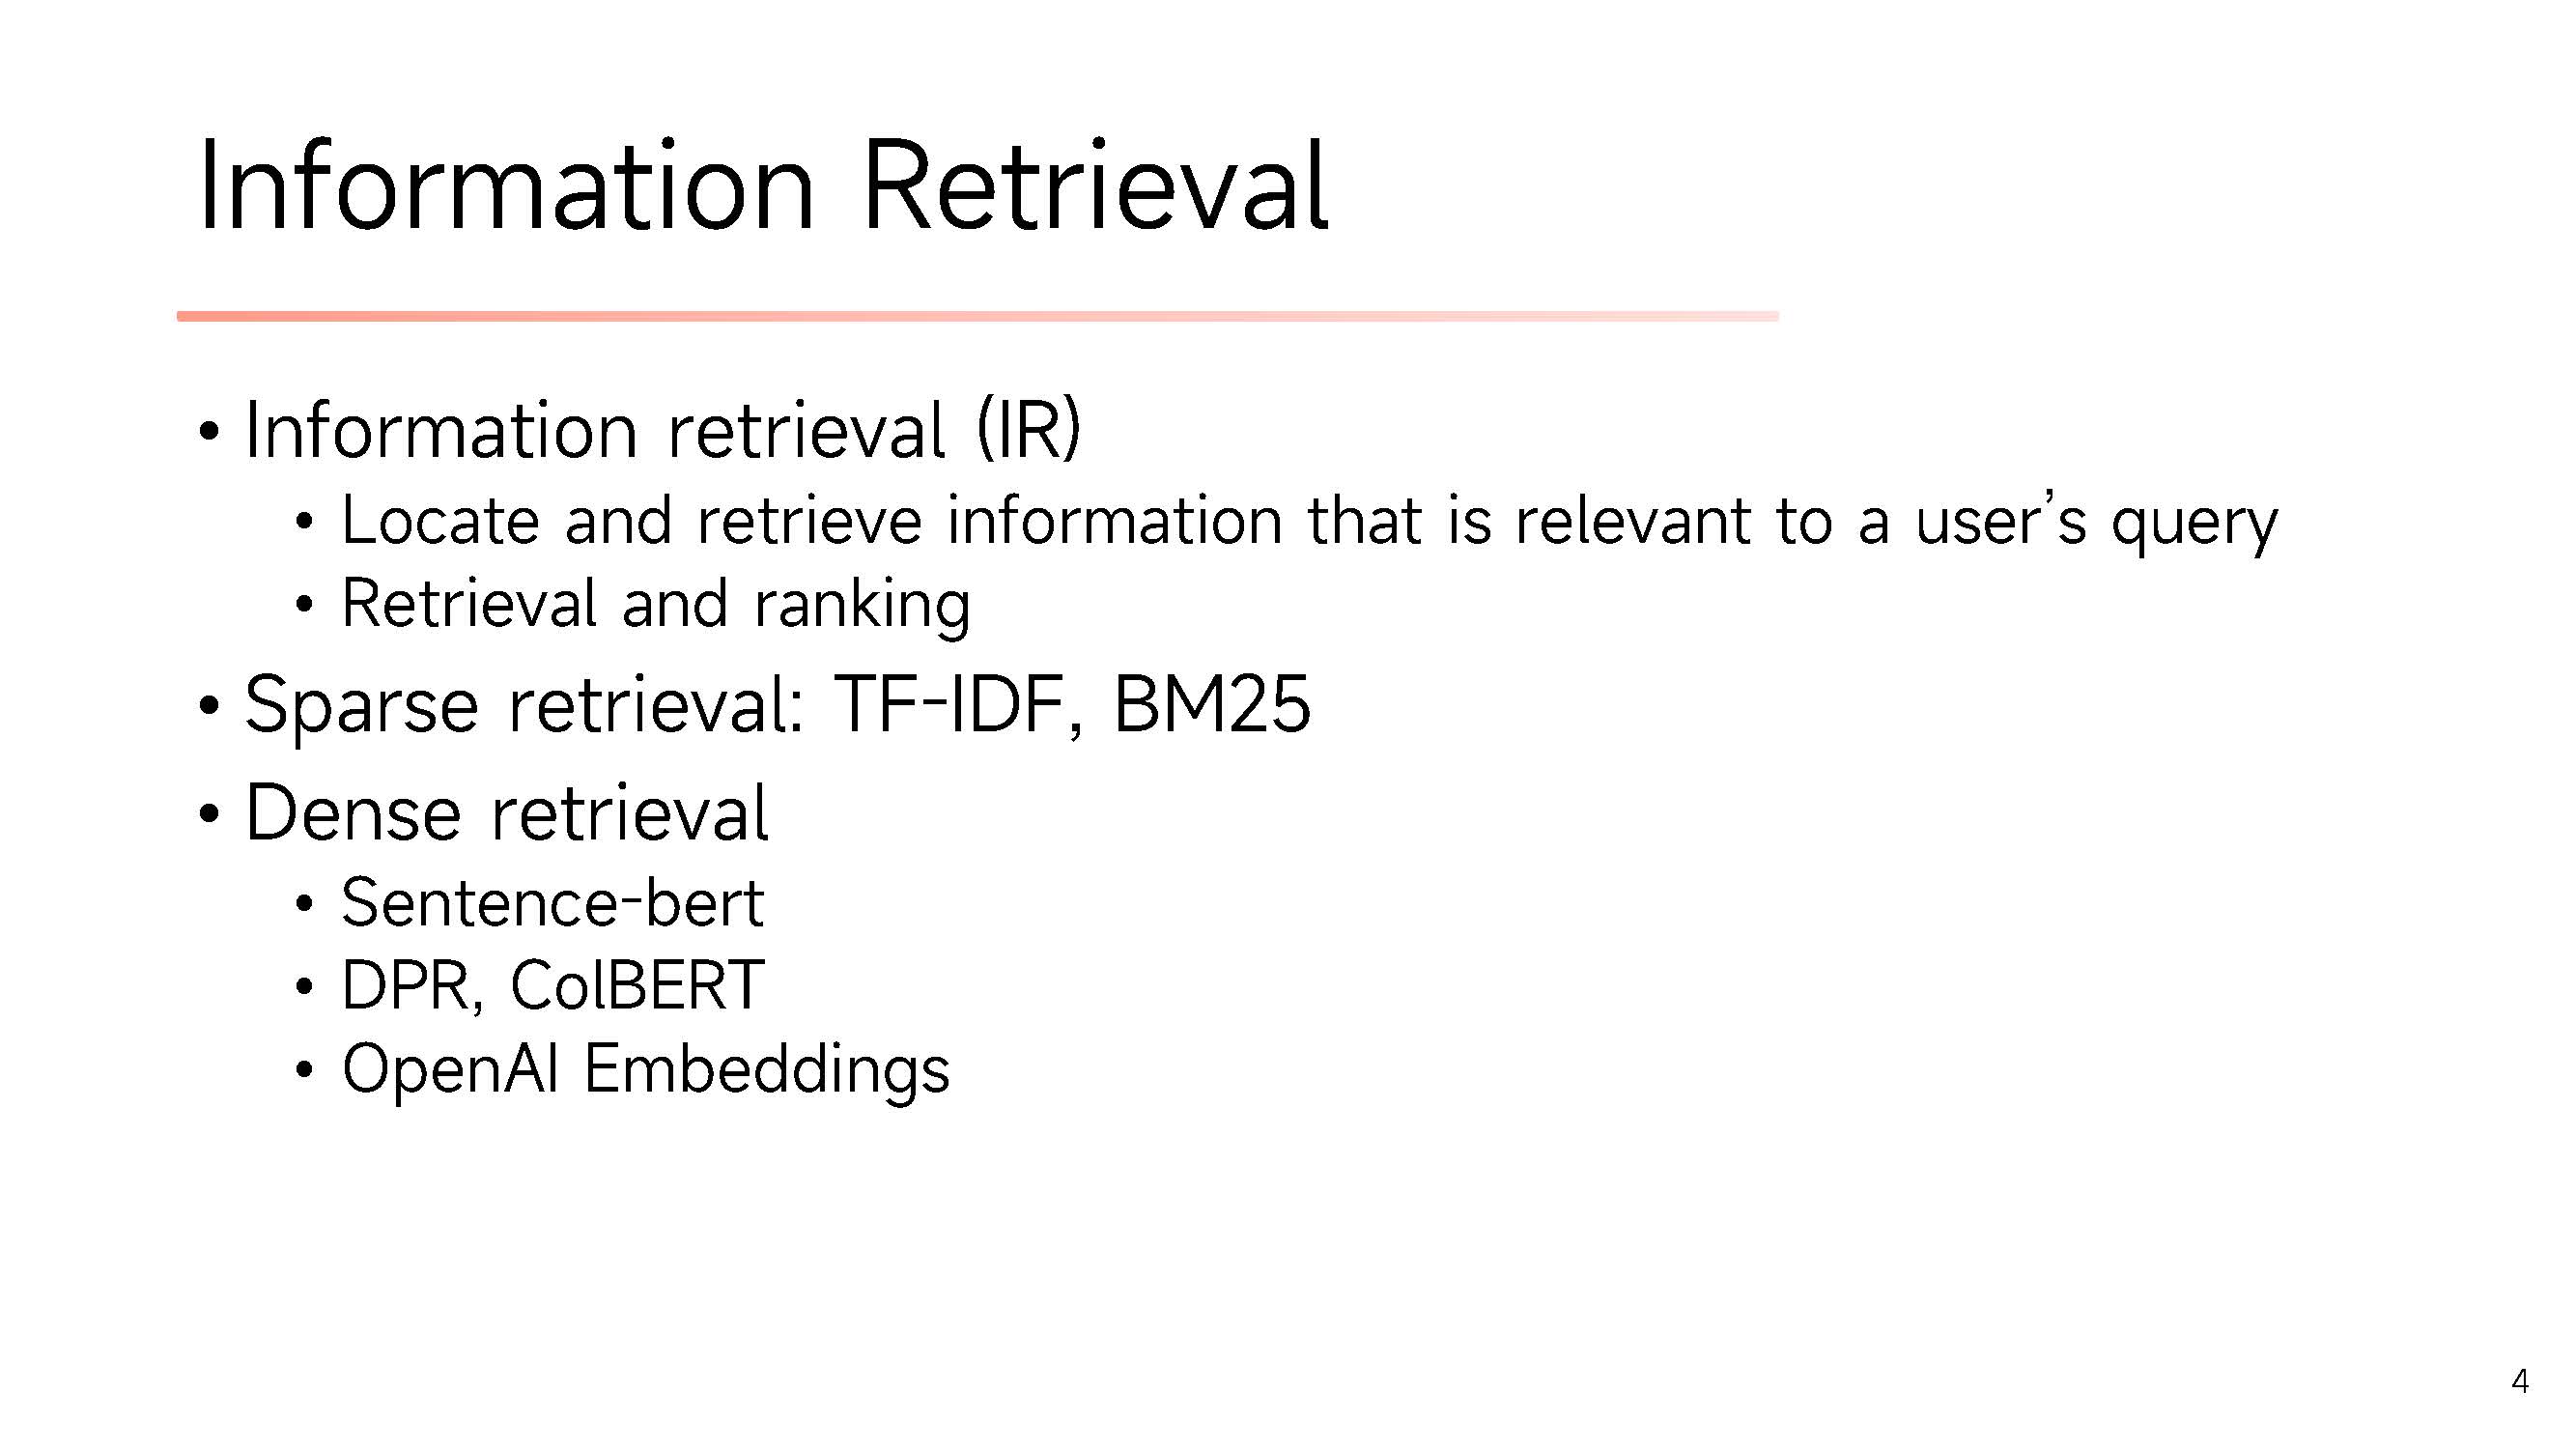 Information Retrieval
• Information retrieval (IR)
• Locate and retrieve information that is relevant to a user’s query
• Retrieval and ranking
• Sparse retrieval: TF-IDF, BM25
• Dense retrieval
• Sentence-bert
• DPR, ColBERT
• OpenAI Embeddings
4